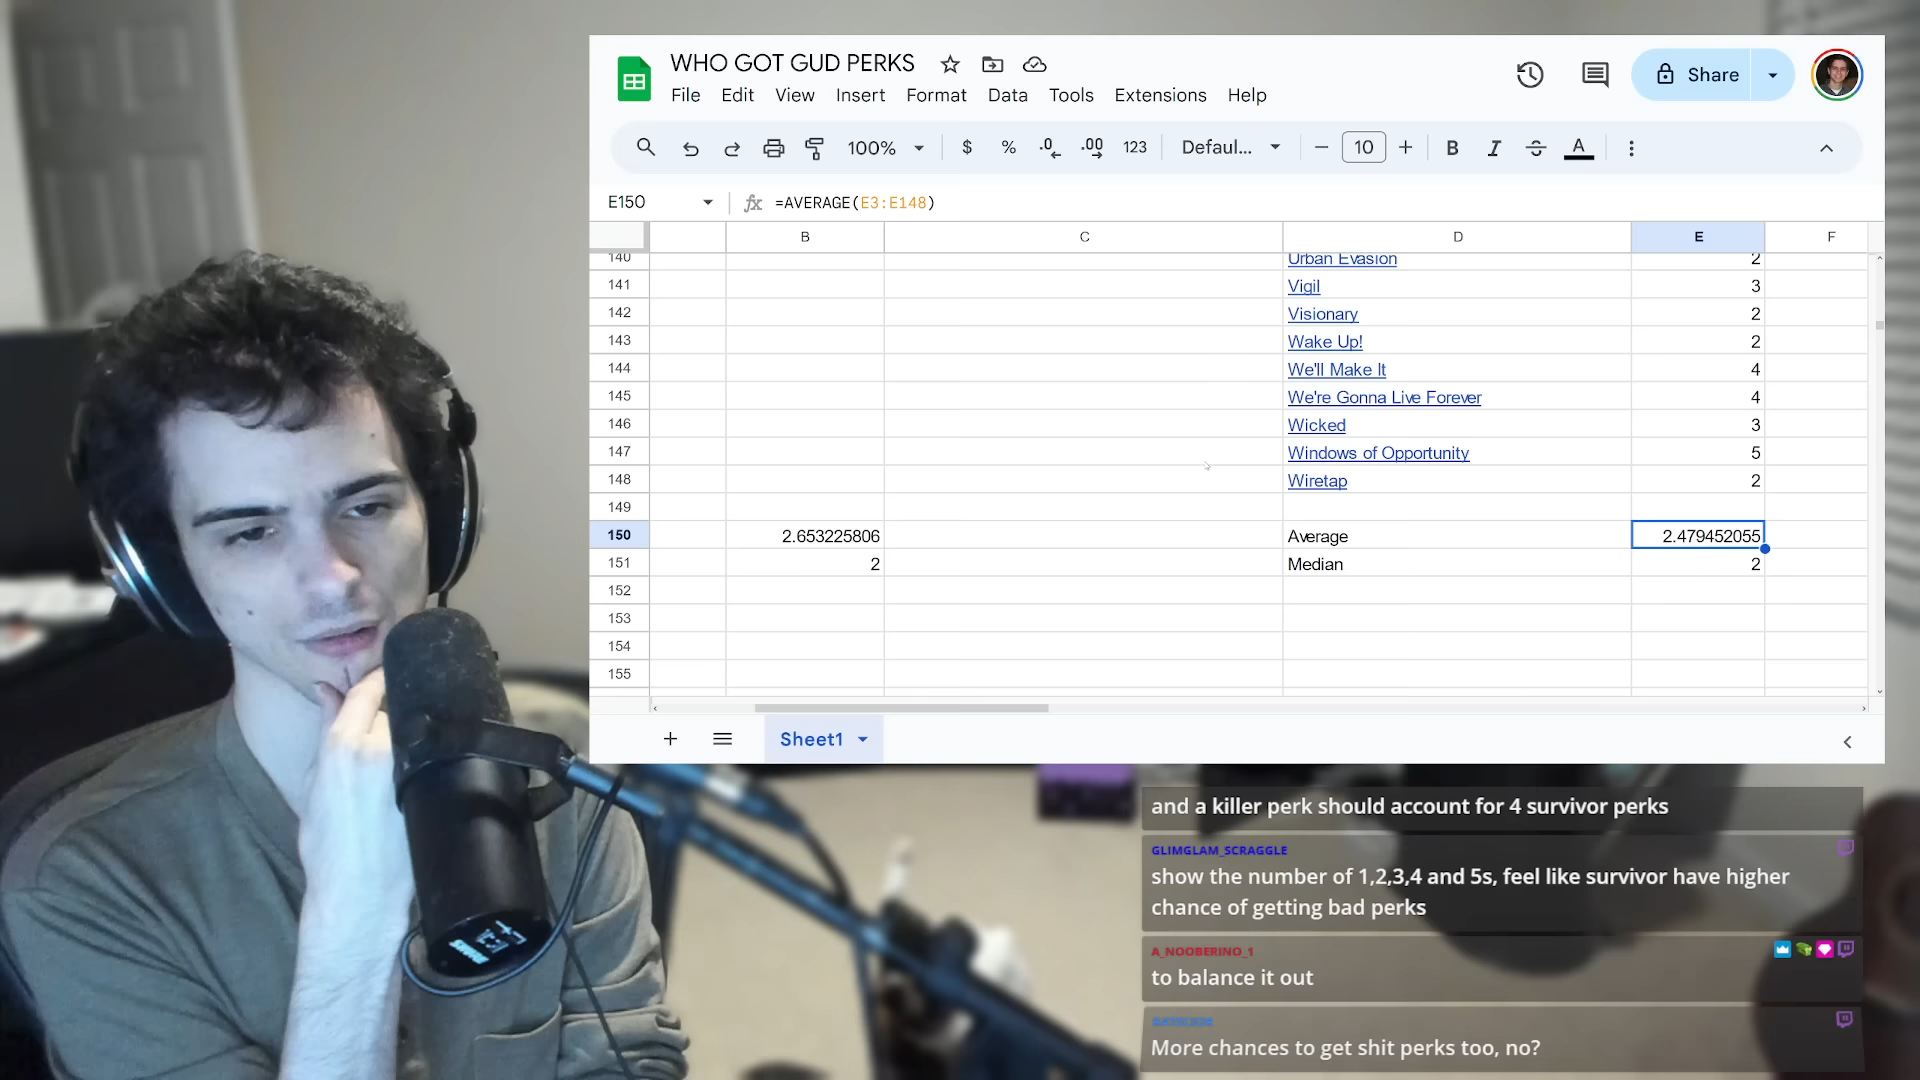 WHO GOT GUD PERKS
Share
File Edit View Insert Format Data Tools Extensions Help
100% $ % .0 .00 123 Defaul... 10 B I S A
E150 fx =AVERAGE(E3:E148)
B C D E F
140 Urban Evasion 2
141 Vigil 3
142 Visionary 2
143 Wake Up! 2
144 We'll Make It 4
145 We're Gonna Live Forever 4
146 Wicked 3
147 Windows of Opportunity 5
148 Wiretap 2
149
150 2.653225806 Average 2.479452055
151 2 Median 2
152
153
154
155
Sheet1
and a killer perk should account for 4 survivor perks
GLIMGLAM_SCRAGGLE
show the number of 1,2,3,4 and 5s, feel like survivor have higher
chance of getting bad perks
A_NOOBERINO_1
to balance it out
More chances to get shit perks too, no?